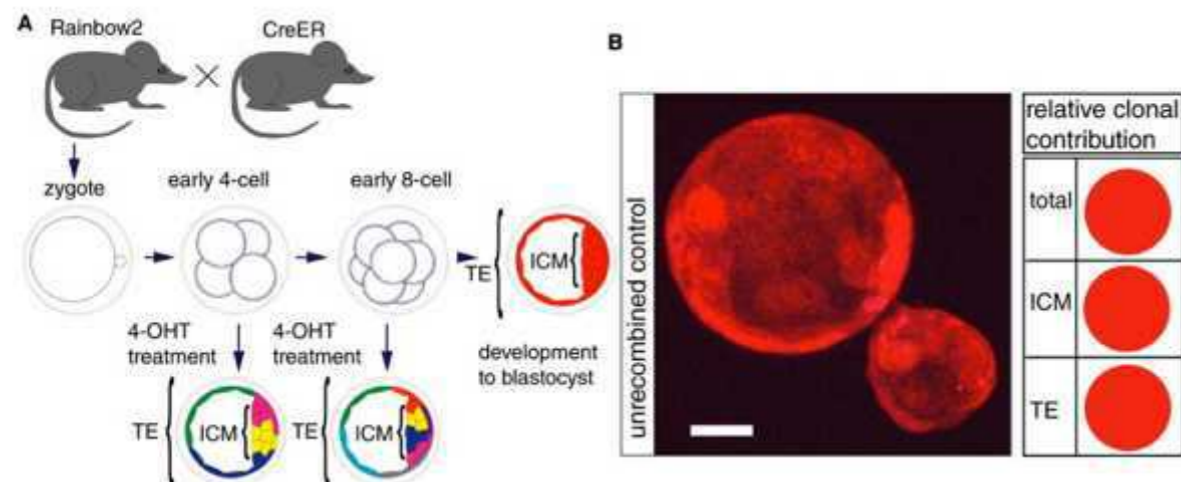 A
Rainbow2
CreER
zygote
early 4-cell
early 8-cell
TE
ICM
4-OHT
treatment
4-OHT
treatment
development
to blastocyst
TE
ICM
TE
ICM
B
unrecombined control
relative clonal
contribution
total
ICM
TE